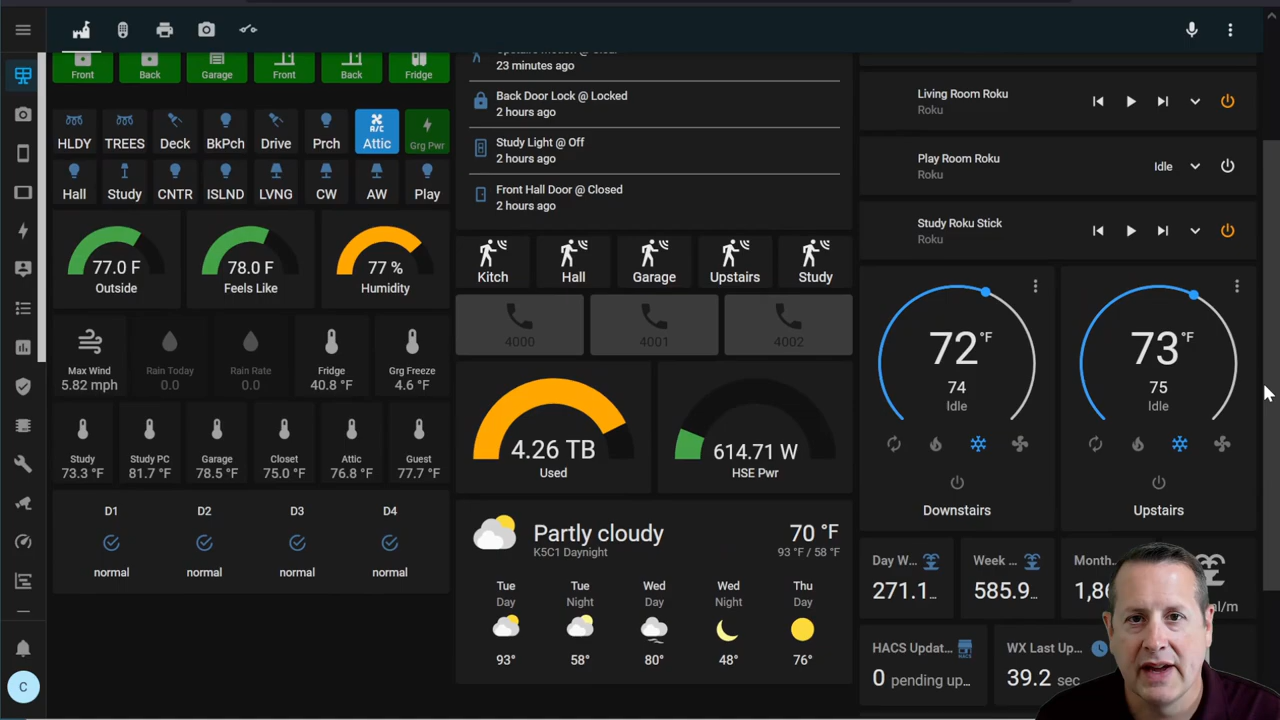 Front
Back
Garage
Front
Back
Fridge
HLDY
TREES
Deck
BkPch
Drive
Prch
A/C
Attic
Grg Pwr
Hall
Study
CNTR
ISLND
LVNG
CW
AW
Play
77.0 F
Outside
78.0 F
Feels Like
77 %
Humidity
Max Wind
5.82 mph
Rain Today
0.0
Rain Rate
0.0
Fridge
40.8 °F
Grg Freeze
4.6 °F
Study
73.3 °F
Study PC
81.7 °F
Garage
78.5 °F
Closet
75.0 °F
Attic
76.8 °F
Guest
77.7 °F
D1
normal
D2
normal
D3
normal
D4
normal
C
Upstairs Motion @ Clear
23 minutes ago
Back Door Lock @ Locked
2 hours ago
Study Light @ Off
2 hours ago
Front Hall Door @ Closed
2 hours ago
Kitch
Hall
Garage
Upstairs
Study
4000
4001
4002
4.26 TB
Used
614.71 W
HSE Pwr
Partly cloudy
K5C1 Daynight
70 °F
93 °F / 58 °F
Tue
Day
93°
Tue
Night
58°
Wed
Day
80°
Wed
Night
48°
Thu
Day
76°
Living Room Roku
Roku
Play Room Roku
Roku
Idle
Study Roku Stick
Roku
72 °F
74
Idle
Downstairs
73 °F
75
Idle
Upstairs
Day W...
271.1...
Week ...
585.9...
Month...
1,86
al/m
HACS Updat...
HACS
0 pending up...
WX Last Up...
39.2 sec